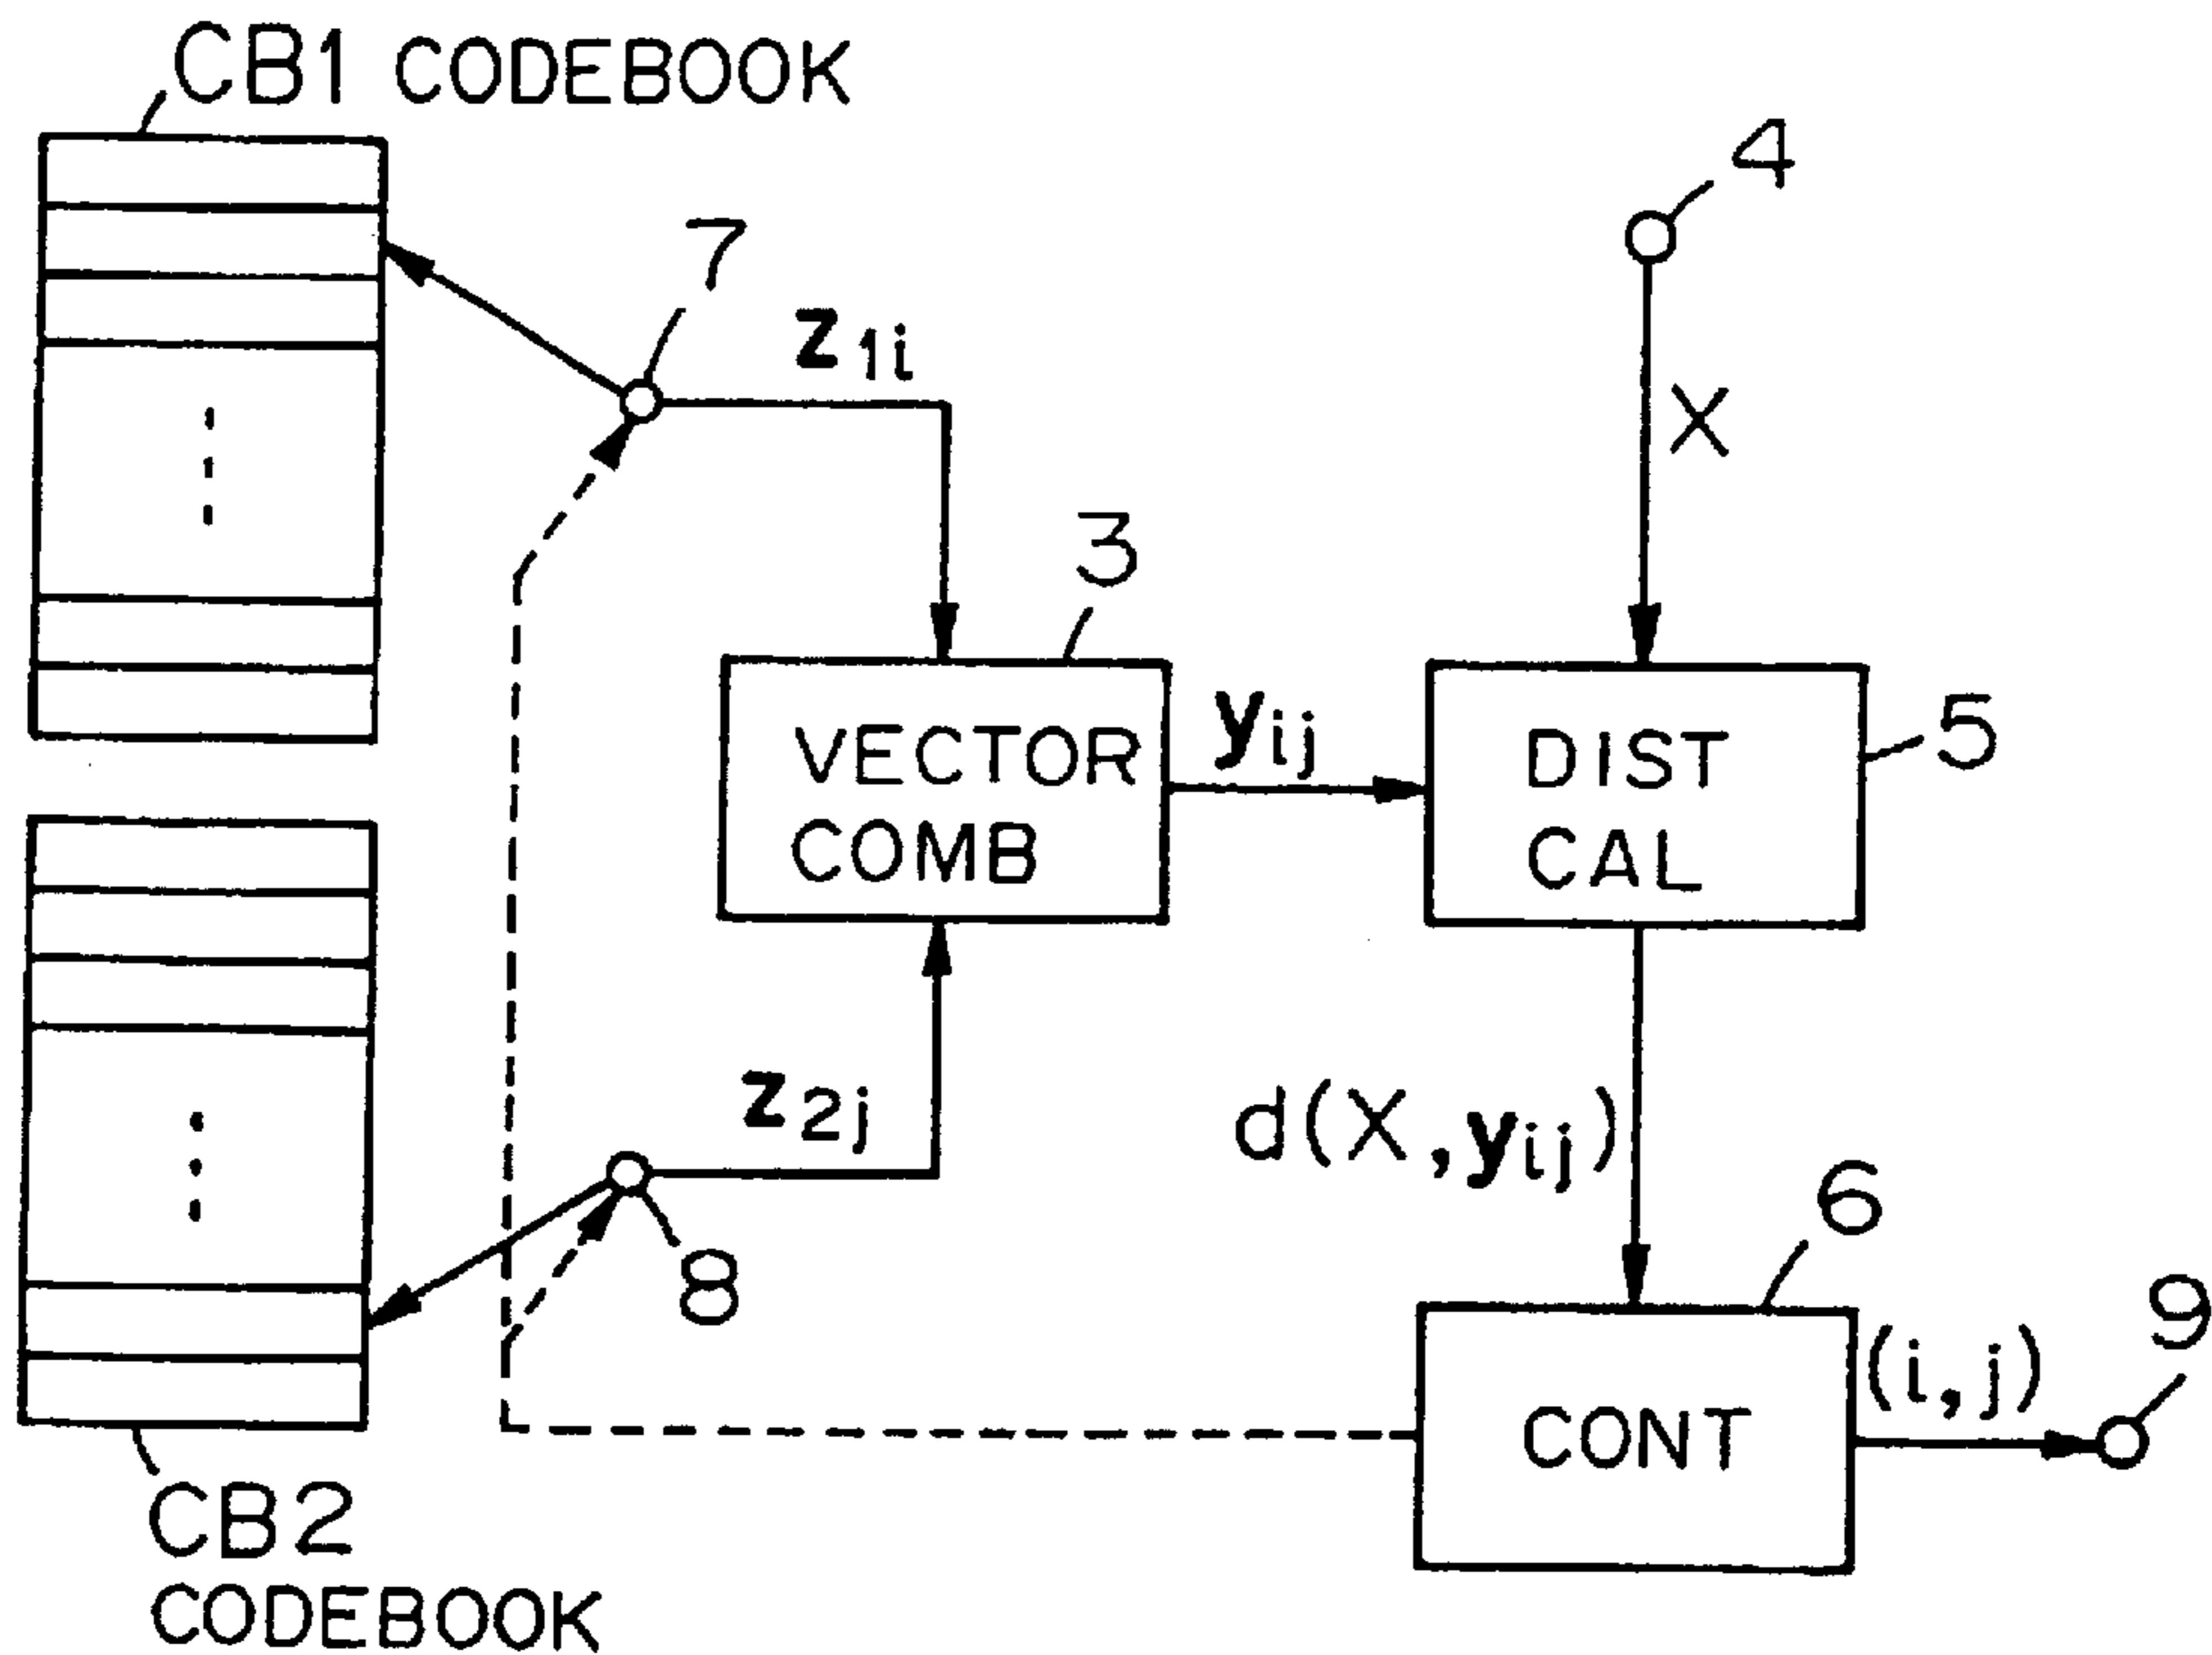 CB1 CODEBOOK
4
7
z1i
X
3
VECTOR
COMB
yij
DIST
CAL
5
z2j
d(X,yij)
8
6
CONT
(i,j)
9
CB2
CODEBOOK